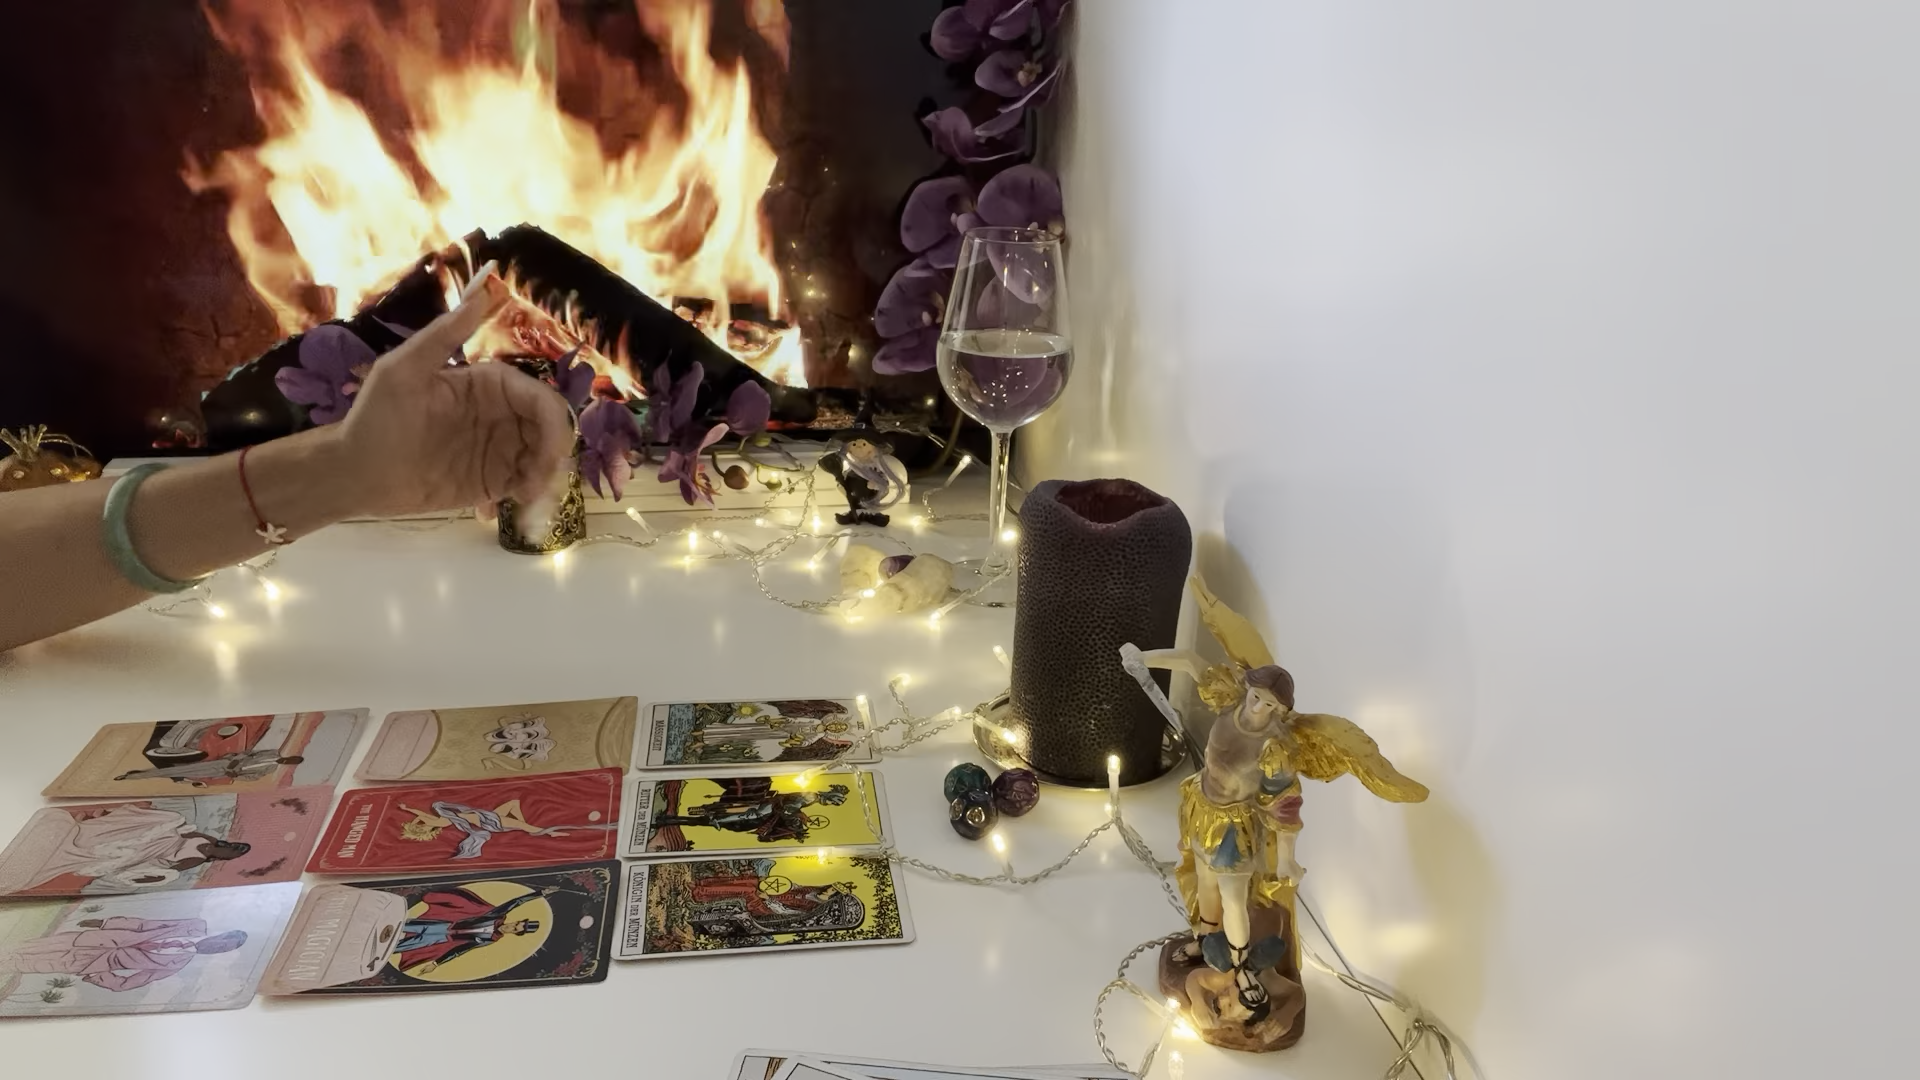 MÄSSIGKEIT
THE HANGED MAN
RITTER DER MÜNZEN
THE MAGICIAN
KÖNIGIN DER MÜNZEN